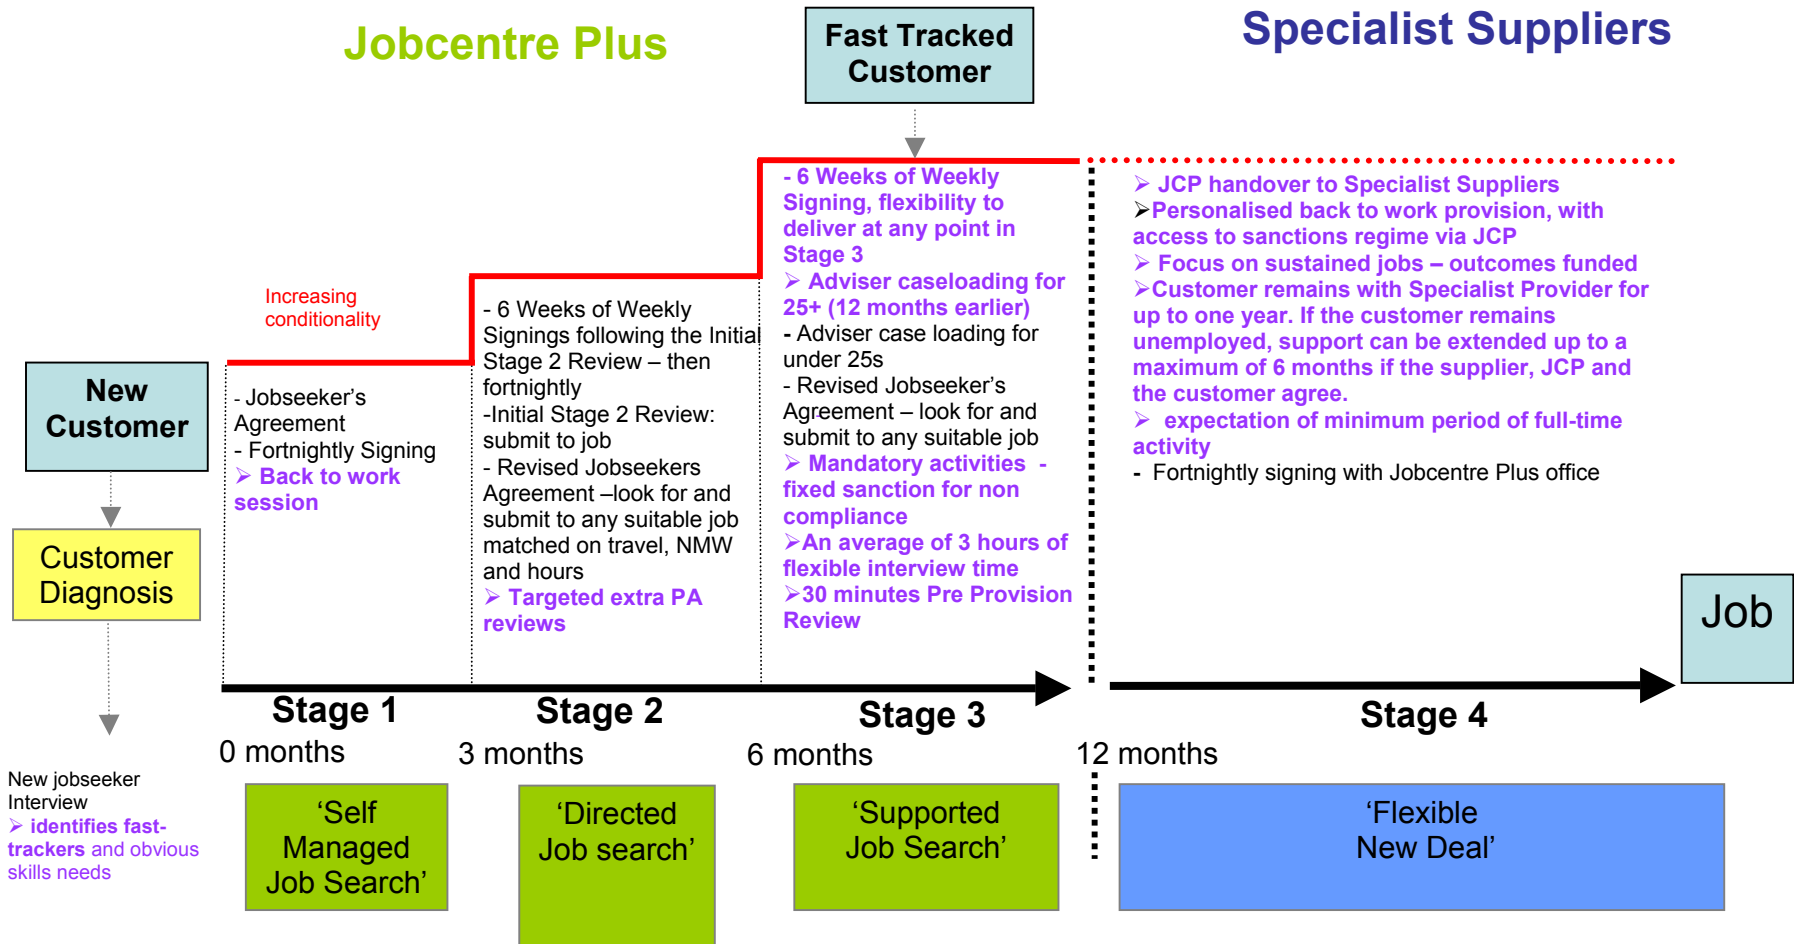 Jobcentre Plus
Fast Tracked
Customer
Specialist Suppliers
Increasing
conditionality
New
Customer
Customer
Diagnosis
New jobseeker
Interview
➢ identifies fast-
trackers and obvious
skills needs
- Jobseeker's
Agreement
- Fortnightly Signing
➢ Back to work
session
- 6 Weeks of Weekly
Signings following the Initial
Stage 2 Review – then
fortnightly
-Initial Stage 2 Review:
submit to job
- Revised Jobseekers
Agreement –look for and
submit to any suitable job
matched on travel, NMW
and hours
➢ Targeted extra PA
reviews
- 6 Weeks of Weekly
Signing, flexibility to
deliver at any point in
Stage 3
➢ Adviser caseloading for
25+ (12 months earlier)
- Adviser case loading for
under 25s
- Revised Jobseeker's
Agreement – look for and
submit to any suitable job
➢ Mandatory activities -
fixed sanction for non
compliance
➢An average of 3 hours of
flexible interview time
➢30 minutes Pre Provision
Review
➢ JCP handover to Specialist Suppliers
➢Personalised back to work provision, with
access to sanctions regime via JCP
➢ Focus on sustained jobs – outcomes funded
➢Customer remains with Specialist Provider for
up to one year. If the customer remains
unemployed, support can be extended up to a
maximum of 6 months if the supplier, JCP and
the customer agree.
➢ expectation of minimum period of full-time
activity
- Fortnightly signing with Jobcentre Plus office
Job
Stage 1
Stage 2
Stage 3
Stage 4
0 months
3 months
6 months
12 months
'Self
Managed
Job Search'
'Directed
Job search'
'Supported
Job Search'
'Flexible
New Deal'